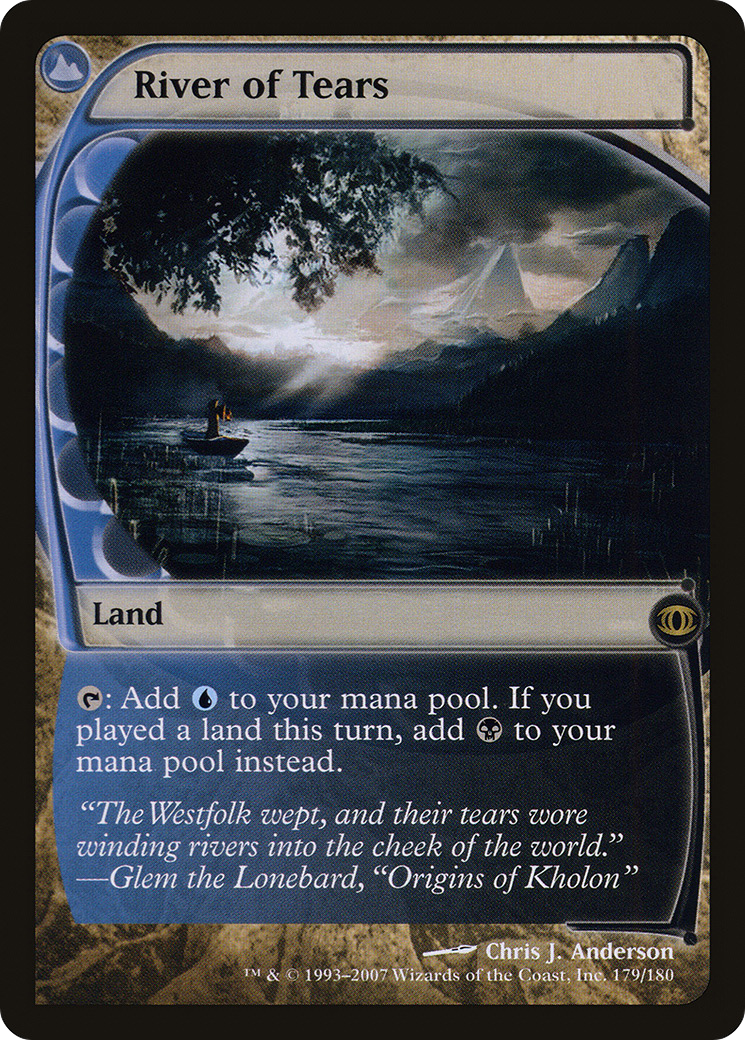 River of Tears
Land
: Add to your mana pool. If you
played a land this turn, add to your
mana pool instead.
“The Westfolk wept, and their tears wore
winding rivers into the cheek of the world.”
—Glem the Lonebard, “Origins of Kholon”
Chris J. Anderson
™ & © 1993–2007 Wizards of the Coast, Inc. 179/180